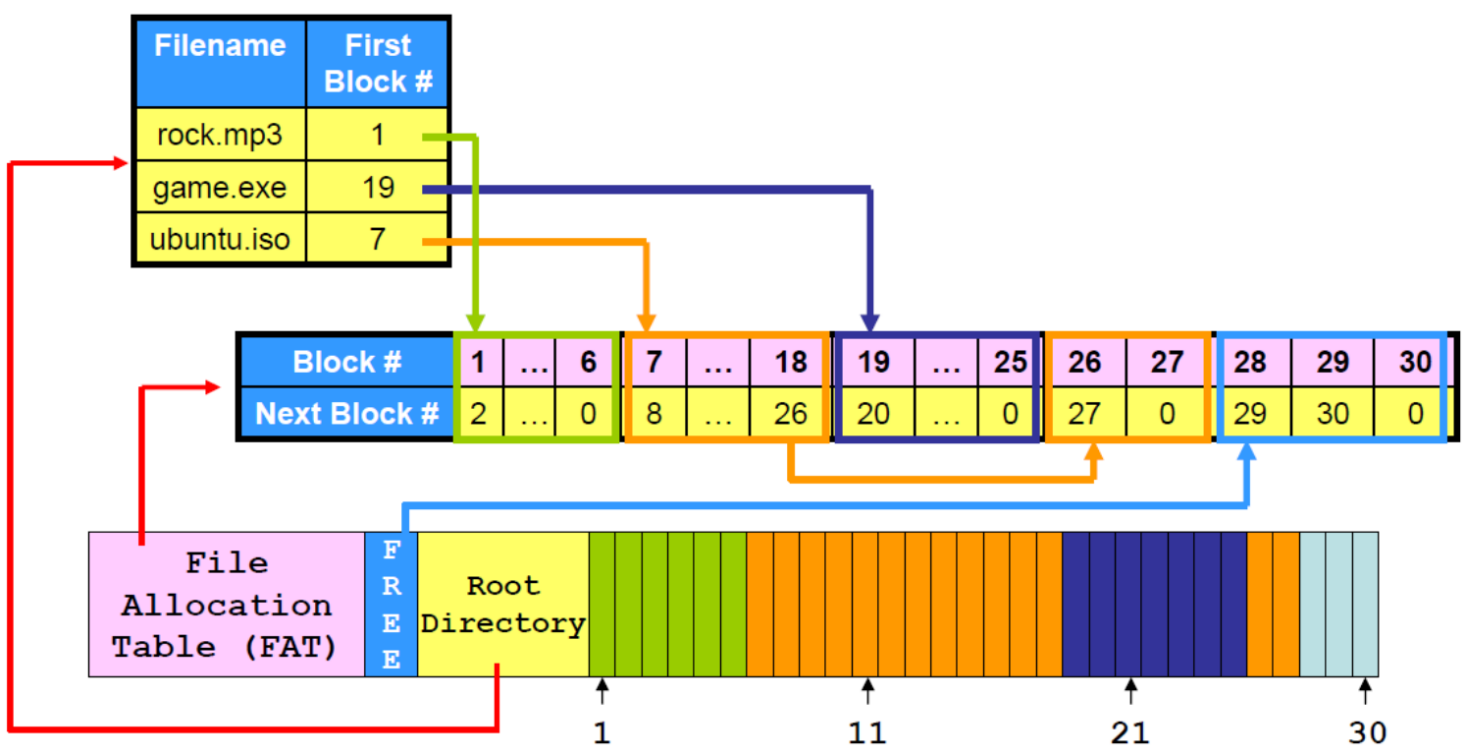 Filename First Block #
rock.mp3 1
game.exe 19
ubuntu.iso 7
Block # 1 ... 6 7 ... 18 19 ... 25 26 27 28 29 30
Next Block # 2 ... 0 8 ... 26 20 ... 0 27 0 29 30 0
File Allocation Table (FAT)
FREE
Root Directory
1 11 21 30